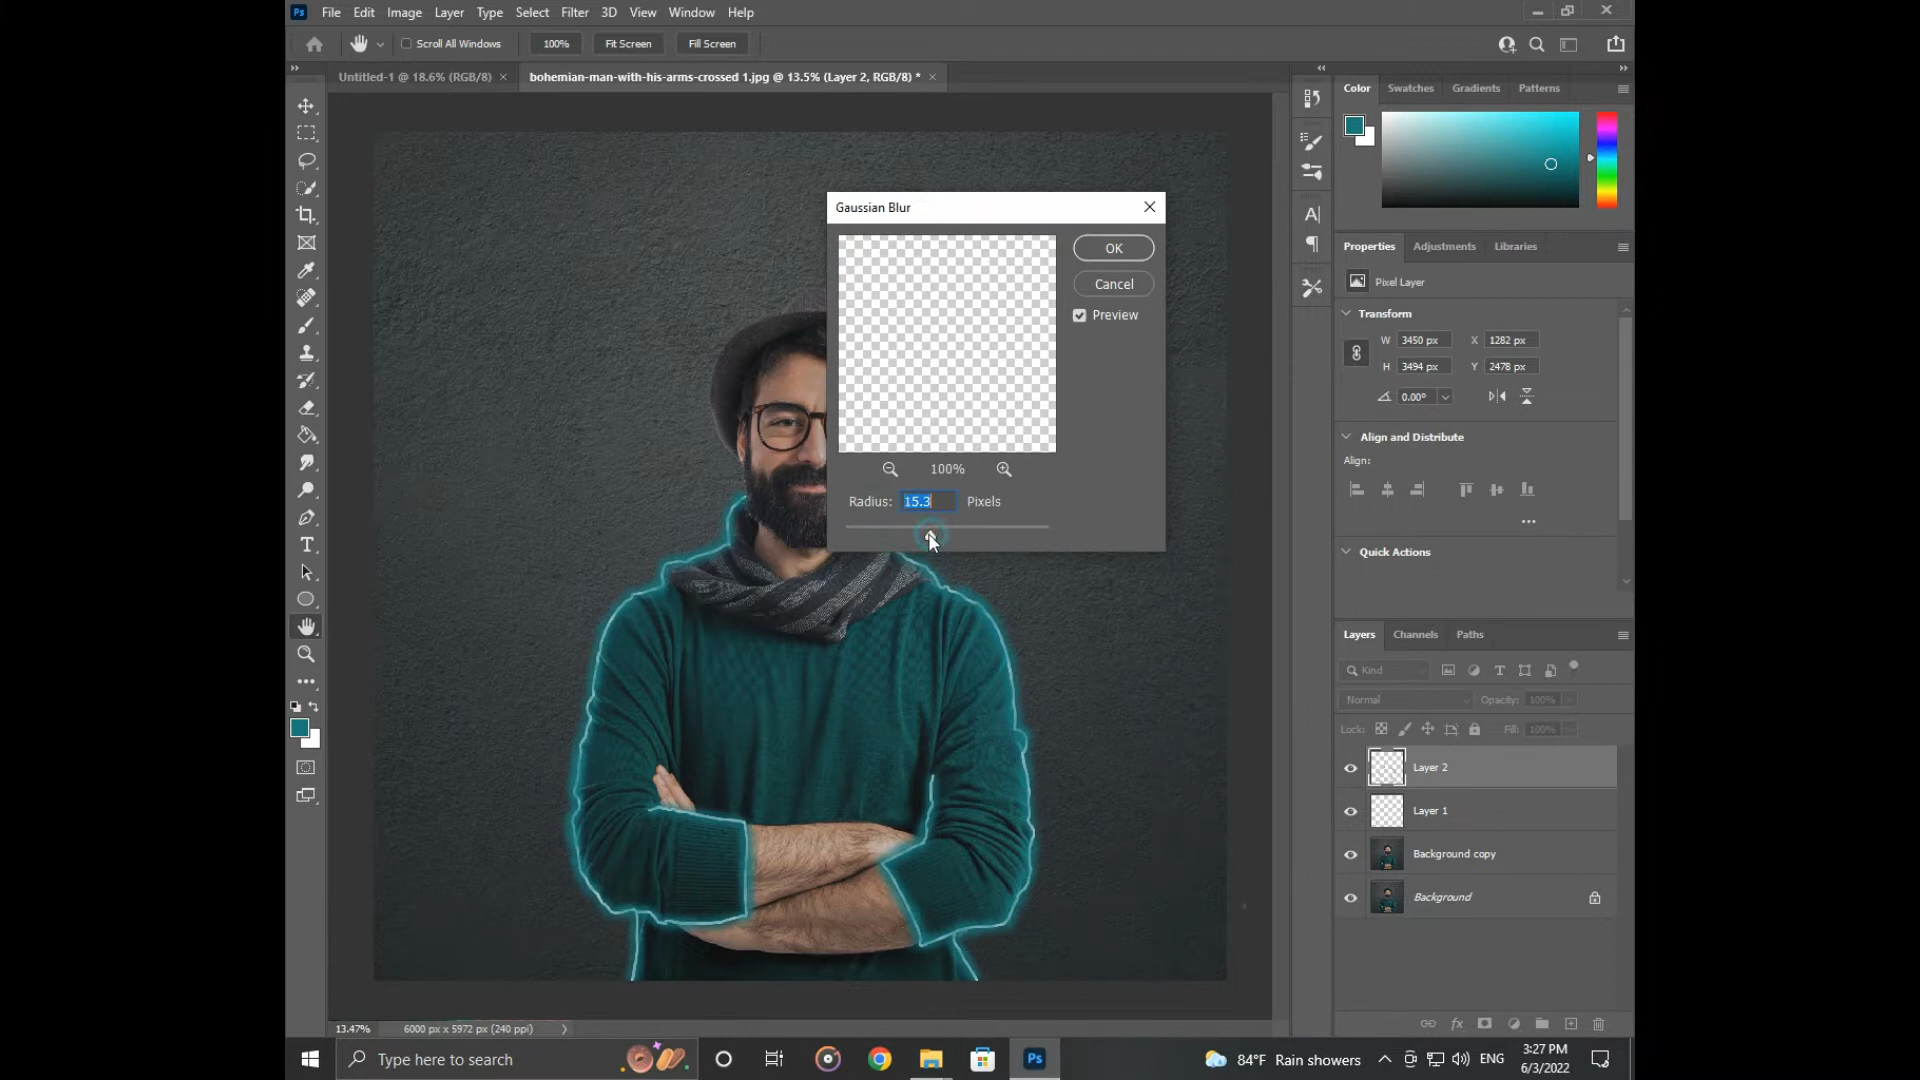 Ps File Edit Image Layer Type Select Filter 3D View Window Help
Scroll All Windows 100% Fit Screen Fill Screen
Untitled-1 @ 18.6% (RGB/8) × bohemian-man-with-his-arms-crossed 1.jpg @ 13.5% (Layer 2, RGB/8) * ×
Color Swatches Gradients Patterns
Gaussian Blur
OK
Cancel
Preview
100%
Radius: 15.3 Pixels
Properties Adjustments Libraries
Pixel Layer
Transform
W 3450 px X 1282 px
H 3494 px Y 2478 px
0.00°
Align and Distribute
Align:
Quick Actions
Layers Channels Paths
Kind
Normal Opacity: 100%
Lock: Fill: 100%
Layer 2
Layer 1
Background copy
Background
fx
13.47% 6000 px x 5972 px (240 ppi)
Type here to search
Ps
84°F Rain showers ENG
3:27 PM
6/3/2022